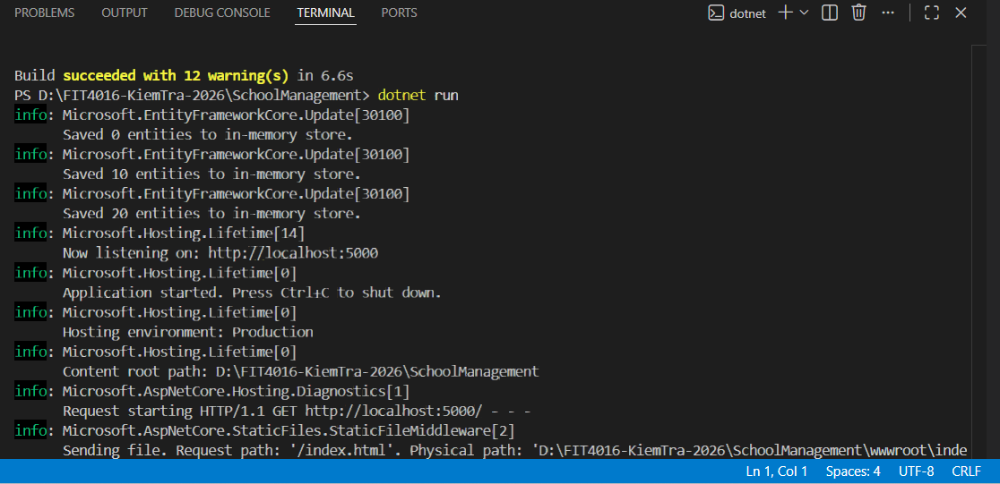 PROBLEMS OUTPUT DEBUG CONSOLE TERMINAL PORTS dotnet
Build succeeded with 12 warning(s) in 6.6s
PS D:\FIT4016-KiemTra-2026\SchoolManagement> dotnet run
info: Microsoft.EntityFrameworkCore.Update[30100]
Saved 0 entities to in-memory store.
info: Microsoft.EntityFrameworkCore.Update[30100]
Saved 10 entities to in-memory store.
info: Microsoft.EntityFrameworkCore.Update[30100]
Saved 20 entities to in-memory store.
info: Microsoft.Hosting.Lifetime[14]
Now listening on: http://localhost:5000
info: Microsoft.Hosting.Lifetime[0]
Application started. Press Ctrl+C to shut down.
info: Microsoft.Hosting.Lifetime[0]
Hosting environment: Production
info: Microsoft.Hosting.Lifetime[0]
Content root path: D:\FIT4016-KiemTra-2026\SchoolManagement
info: Microsoft.AspNetCore.Hosting.Diagnostics[1]
Request starting HTTP/1.1 GET http://localhost:5000/ - - -
info: Microsoft.AspNetCore.StaticFiles.StaticFileMiddleware[2]
Sending file. Request path: '/index.html'. Physical path: 'D:\FIT4016-KiemTra-2026\SchoolManagement\wwwroot\inde
Ln 1, Col 1 Spaces: 4 UTF-8 CRLF